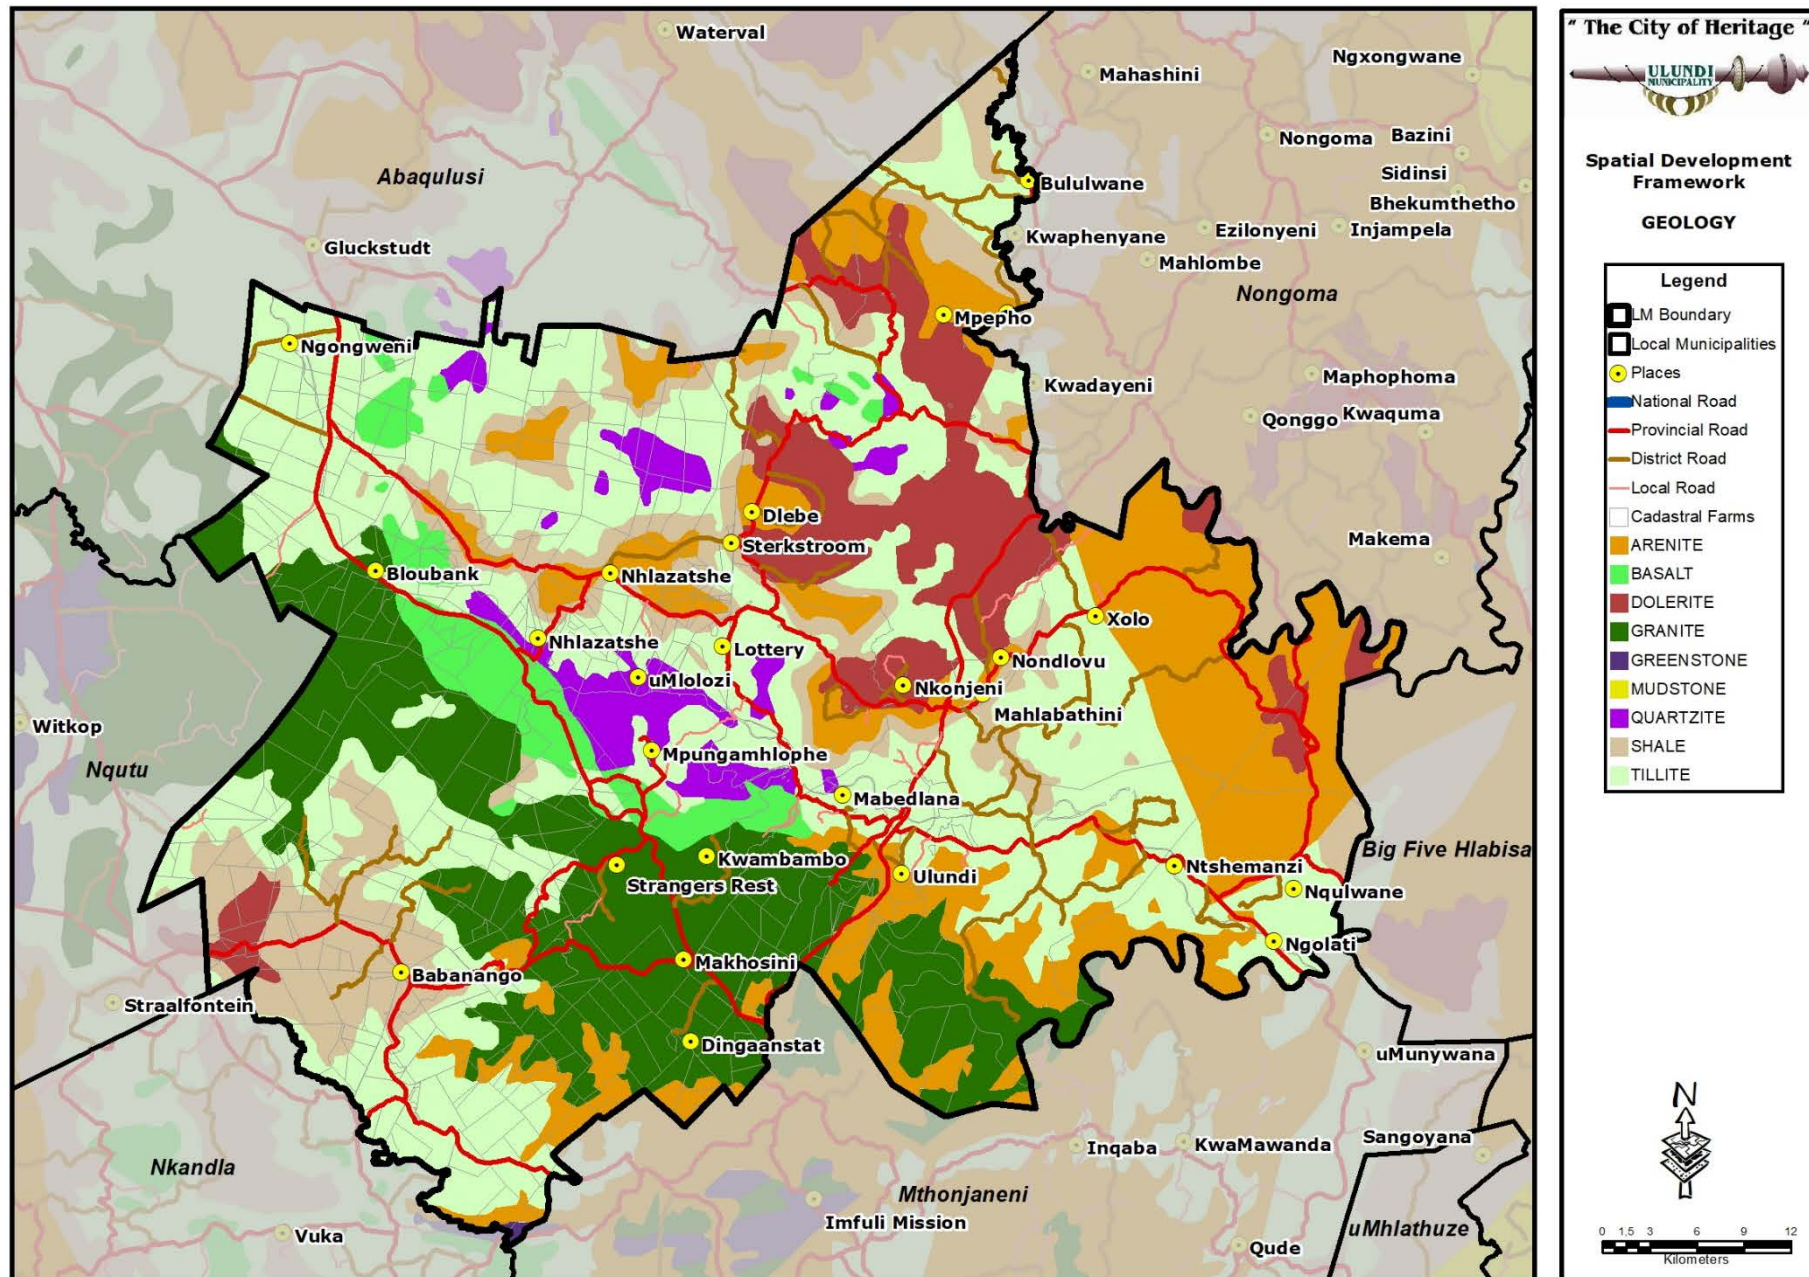 Waterval
Mahashini
Ngxongwane
Nongoma
Bazini
Sidinsi
Abaqulusi
Bululwane
Bhekumthetho
Gluckstudt
Kwaphenyane
Ezilonyeni
Injampela
Mahlombe
Nongoma
Mpepho
Ngongweni
Kwadayeni
Maphophoma
Qonggo
Kwaquma
Dlebe
Sterkstroom
Makema
Bloubank
Nhlazatshe
Xolo
Nhlazatshe
Lottery
Nondlovu
uMlolozi
Nkonjeni
Mahlabathini
Witkop
Mpungamhlophe
Nqutu
Mabedlana
Big Five Hlabisa
Kwambambo
Strangers Rest
Ulundi
Ntshemanzi
Nqulwane
Ngolati
Makhosini
Babanango
Straalfontein
Dingaanstat
uMunywana
Inqaba
KwaMawanda
Sangoyana
Nkandla
Mthonjaneni
Imfuli Mission
uMhlathuze
Vuka
Qude
" The City of Heritage "
ULUNDI
MUNICIPALITY
Spatial Development
Framework
GEOLOGY
Legend
LM Boundary
Local Municipalities
Places
National Road
Provincial Road
District Road
Local Road
Cadastral Farms
ARENITE
BASALT
DOLERITE
GRANITE
GREENSTONE
MUDSTONE
QUARTZITE
SHALE
TILLITE
N
0 1.5 3 6 9 12
Kilometers